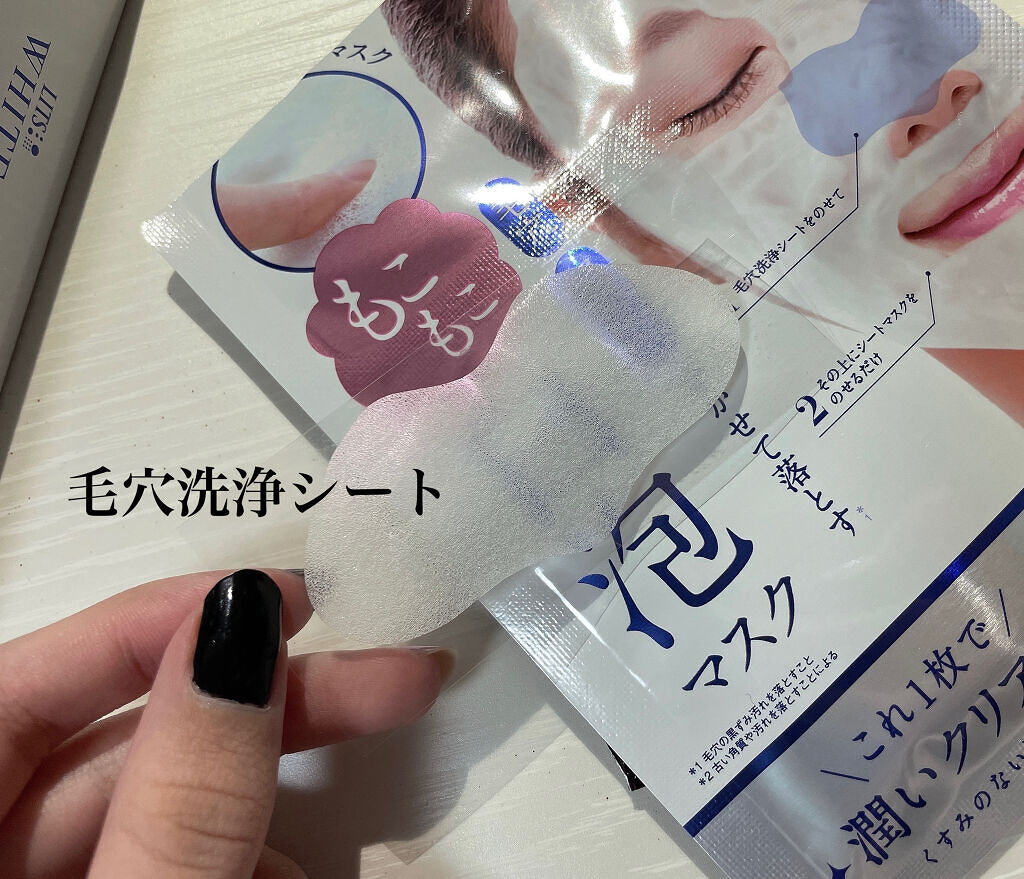 LITS:
WHITE
マスク
もこ
もこ
毛穴洗浄シートをのせて
2 その上にシートマスクを
のせるだけ
毛穴洗浄シート
せて落とす*1
泡
マスク
*1 毛穴の黒ずみ汚れを落とすこと
*2 古い角質や汚れを落とすことによる
\これ1枚で/
潤いクリア
くすみのない